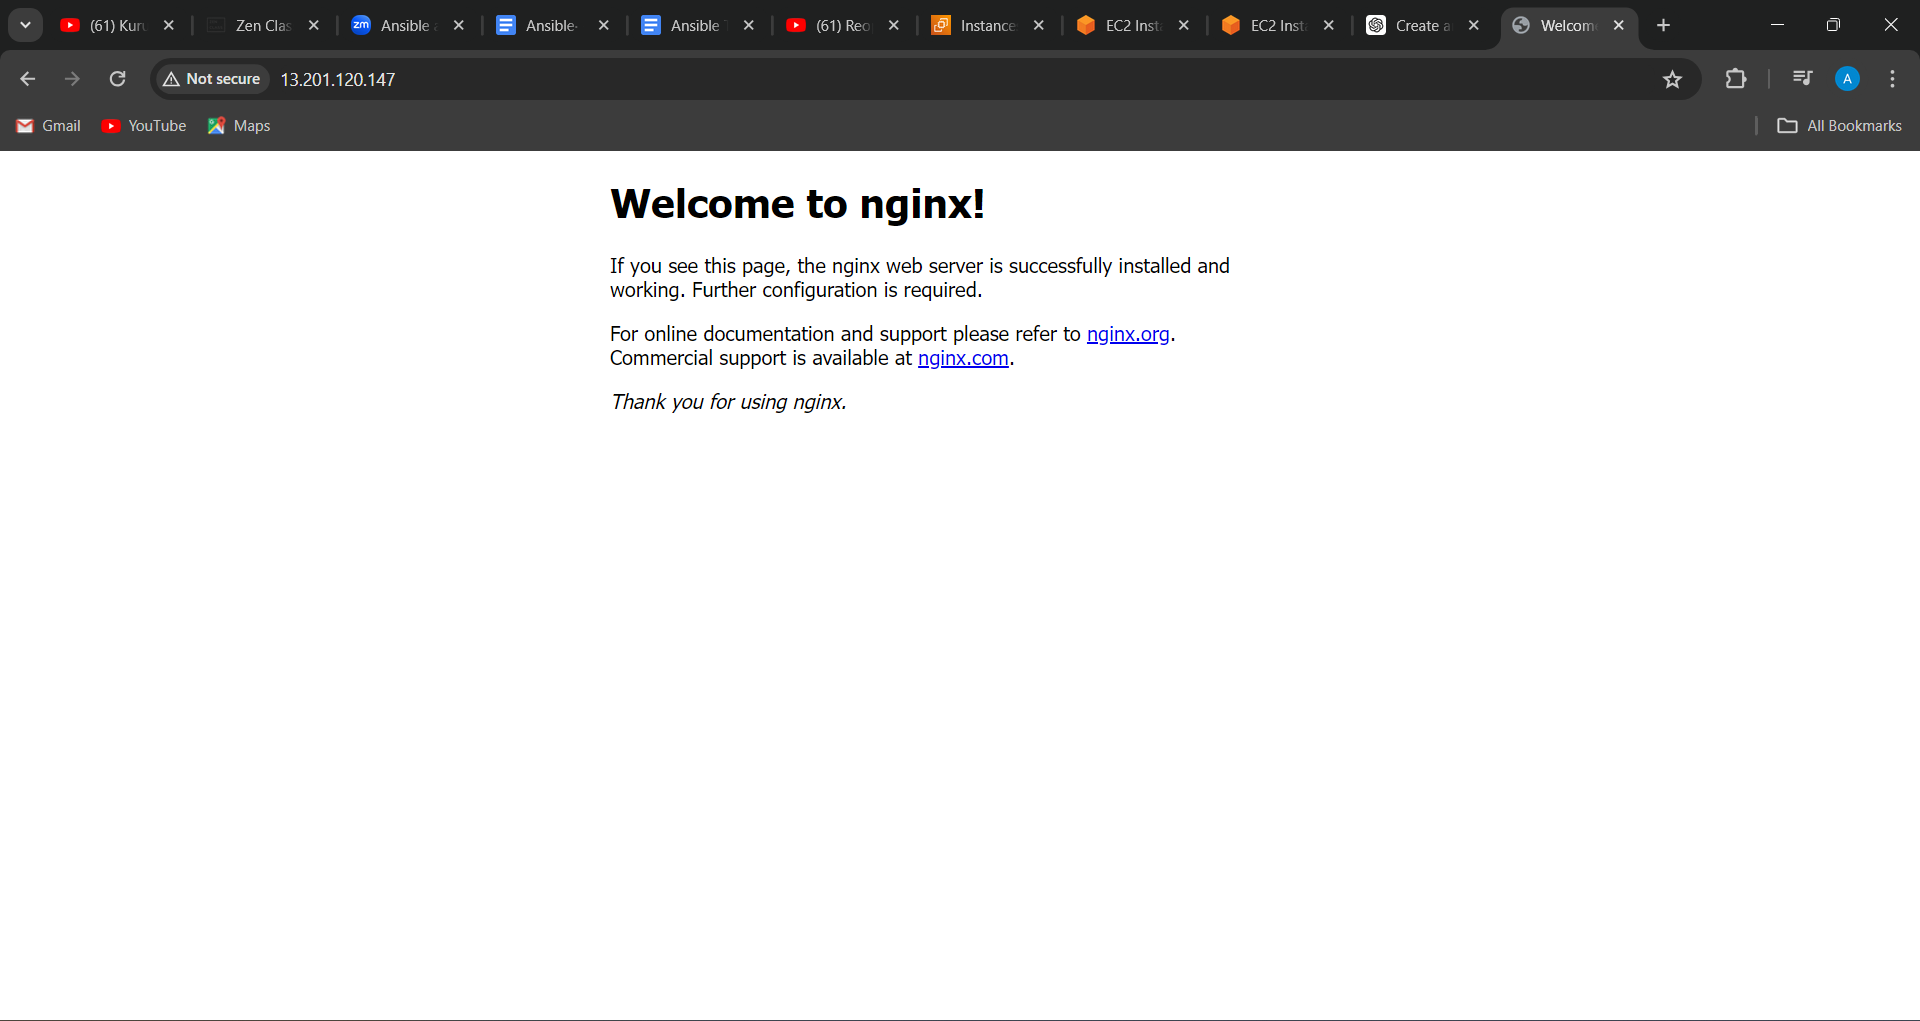 (61) Kuru
Zen Clas
zm
Ansible a
Ansible-
Ansible T
(61) Reo
Instance
EC2 Inst
EC2 Inst
Create a
Welcom
Not secure
13.201.120.147
A
Gmail
YouTube
Maps
All Bookmarks
Welcome to nginx!
If you see this page, the nginx web server is successfully installed and
working. Further configuration is required.
For online documentation and support please refer to nginx.org.
Commercial support is available at nginx.com.
Thank you for using nginx.